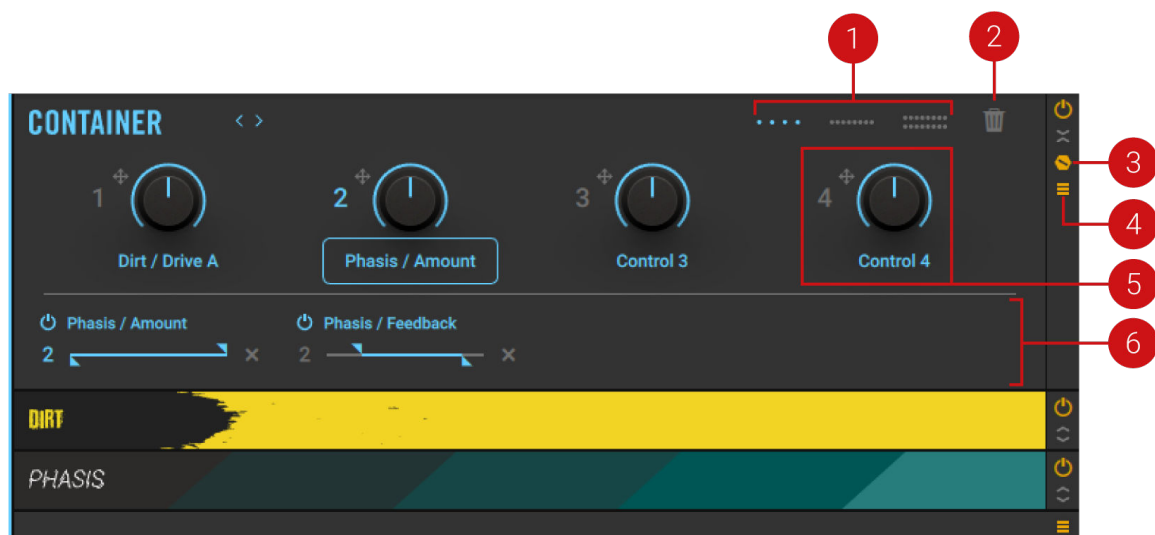 1
2
CONTAINER
1
2
3
4
3
4
Dirt / Drive A
Phasis / Amount
Control 3
Control 4
5
Phasis / Amount
Phasis / Feedback
6
2
2
DIRT
PHASIS